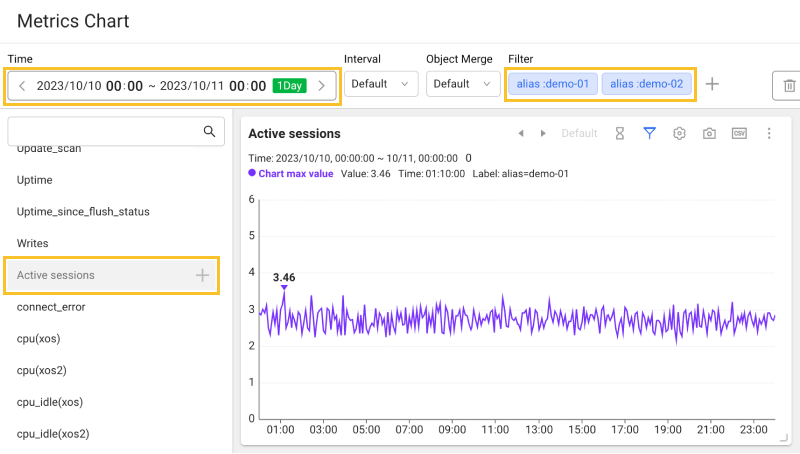 Metrics Chart
Time
Interval
Object Merge
Filter
2023/10/10 00:00 ~ 2023/10/11 00:00 1Day
Default
Default
alias :demo-01
alias :demo-02
Update_scan
Uptime
Uptime_since_flush_status
Writes
Active sessions
connect_error
cpu(xos)
cpu(xos2)
cpu_idle(xos)
cpu_idle(xos2)
Active sessions
Default
CSV
Time: 2023/10/10, 00:00:00 ~ 10/11, 00:00:00 0
Chart max value Value: 3.46 Time: 01:10:00 Label: alias=demo-01
6
5
4
3
2
1
0
3.46
01:00 03:00 05:00 07:00 09:00 11:00 13:00 15:00 17:00 19:00 21:00 23:00